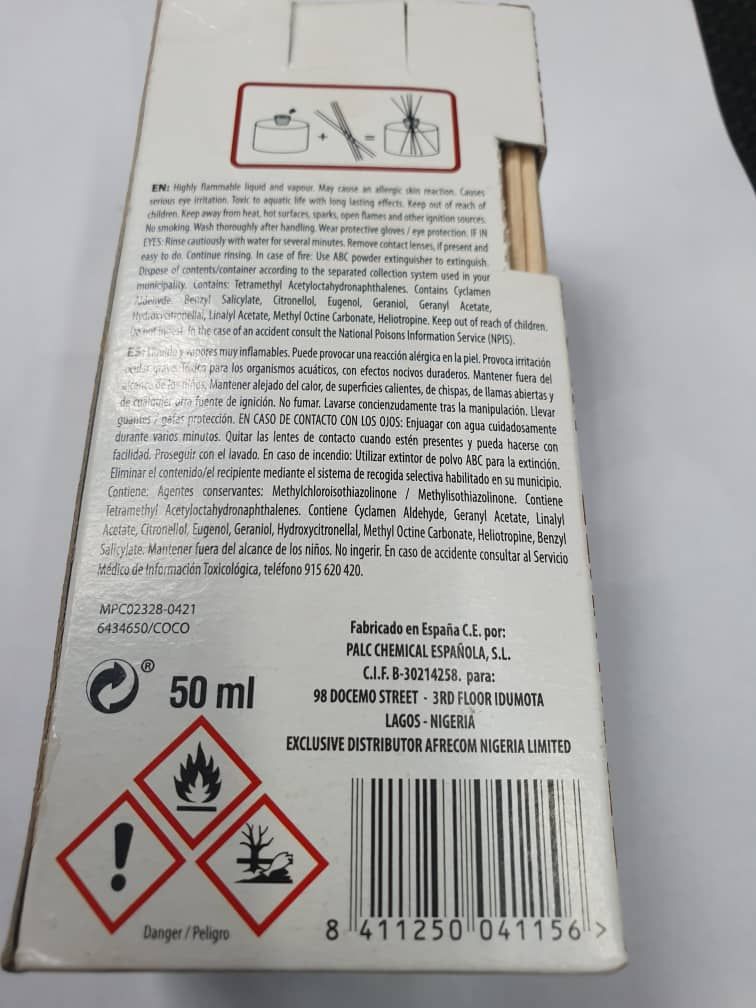 EN: Highly flammable liquid and vapour. May cause an allergic skin reaction. Causes
serious eye irritation. Toxic to aquatic life with long lasting effects. Keep out of reach of
children. Keep away from heat, hot surfaces, sparks, open flames and other ignition sources.
No smoking. Wash thoroughly after handling. Wear protective gloves / eye protection. IF IN
EYES: Rinse cautiously with water for several minutes. Remove contact lenses, if present and
easy to do. Continue rinsing. In case of fire: Use ABC powder extinguisher to extinguish.
Dispose of contents/container according to the separated collection system used in your
municipality. Contains: Tetramethyl Acetyloctahydronaphthalenes. Contains Cyclamen
Aldehyde, Benzyl Salicylate, Citronellol, Eugenol, Geraniol, Geranyl Acetate,
Hydroxycitronellal, Linalyl Acetate, Methyl Octine Carbonate, Heliotropine. Keep out of reach of children.
Do not ingest. In the case of an accident consult the National Poisons Information Service (NPIS).
ES: Líquido y vapores muy inflamables. Puede provocar una reacción alérgica en la piel. Provoca irritación
ocular grave. Tóxico para los organismos acuáticos, con efectos nocivos duraderos. Mantener fuera del
alcance de los niños. Mantener alejado del calor, de superficies calientes, de chispas, de llamas abiertas y
de cualquier otra fuente de ignición. No fumar. Lavarse concienzudamente tras la manipulación. Llevar
guantes / gafas protección. EN CASO DE CONTACTO CON LOS OJOS: Enjuagar con agua cuidadosamente
durante varios minutos. Quitar las lentes de contacto cuando estén presentes y pueda hacerse con
facilidad. Proseguir con el lavado. En caso de incendio: Utilizar extintor de polvo ABC para la extinción.
Eliminar el contenido/el recipiente mediante el sistema de recogida selectiva habilitado en su municipio.
Contiene: Agentes conservantes: Methylchloroisothiazolinone / Methylisothiazolinone. Contiene
Tetramethyl Acetyloctahydronaphthalenes. Contiene Cyclamen Aldehyde, Geranyl Acetate, Linalyl
Acetate, Citronellol, Eugenol, Geraniol, Hydroxycitronellal, Methyl Octine Carbonate, Heliotropine, Benzyl
Salicylate. Mantener fuera del alcance de los niños. No ingerir. En caso de accidente consultar al Servicio
Médico de Información Toxicológica, teléfono 915 620 420.
MPC02328-0421
6434650/COCO
® 50 ml
Fabricado en España C.E. por:
PALC CHEMICAL ESPAÑOLA, S.L.
C.I.F. B-30214258. para:
98 DOCEMO STREET - 3RD FLOOR IDUMOTA
LAGOS - NIGERIA
EXCLUSIVE DISTRIBUTOR AFRECOM NIGERIA LIMITED
Danger / Peligro
8 411250 041156 >